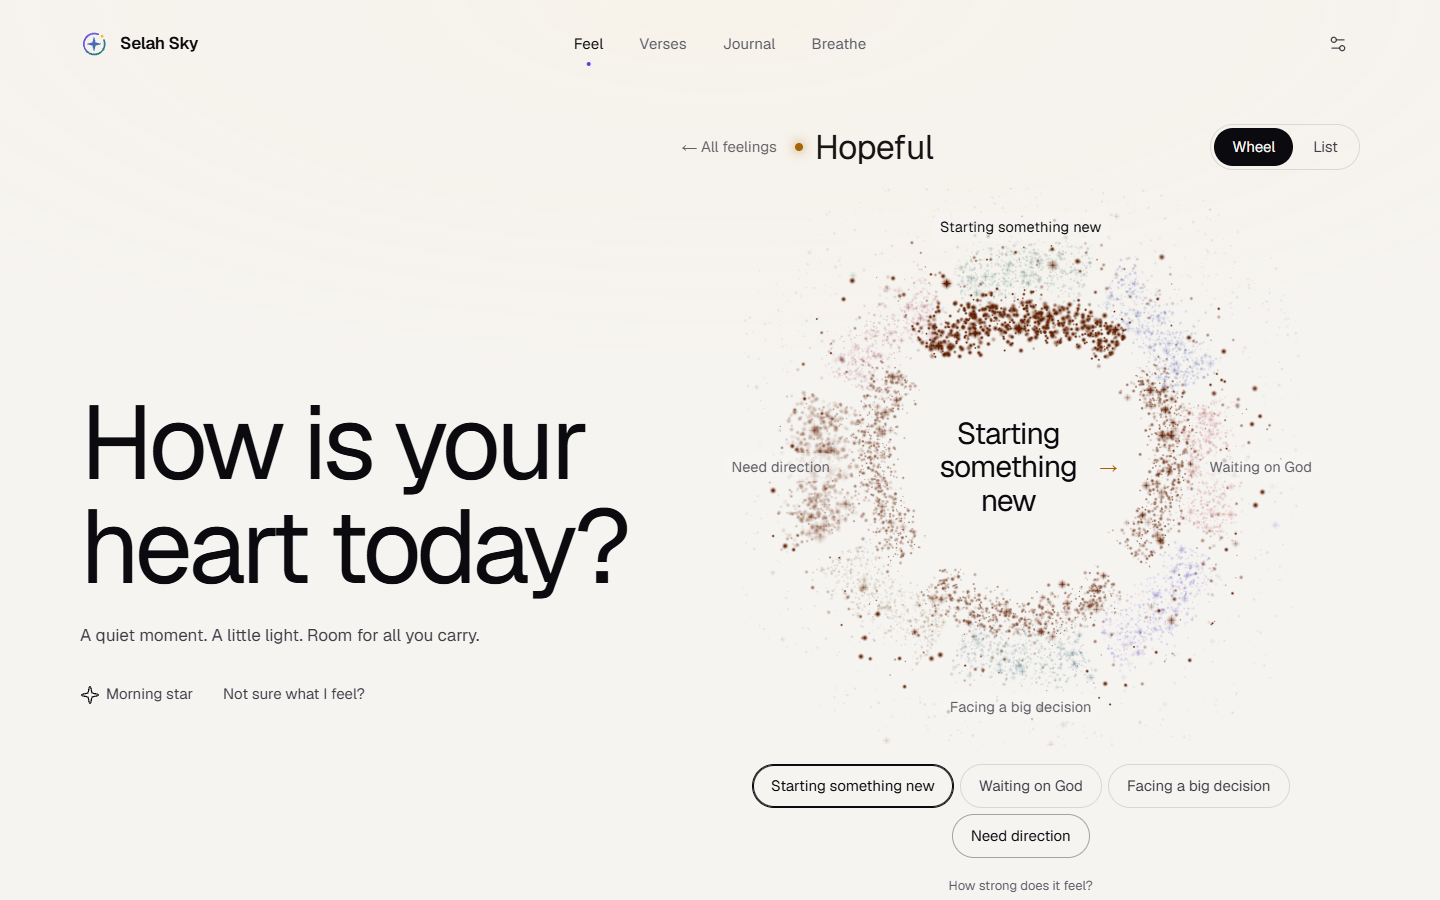 Selah Sky
Feel
Verses
Journal
Breathe
← All feelings
Hopeful
Wheel
List
Starting something new
How is your
heart today?
A quiet moment. A little light. Room for all you carry.
Morning star
Not sure what I feel?
Need direction
Starting
something →
new
Waiting on God
Facing a big decision
Starting something new
Waiting on God
Facing a big decision
Need direction
How strong does it feel?